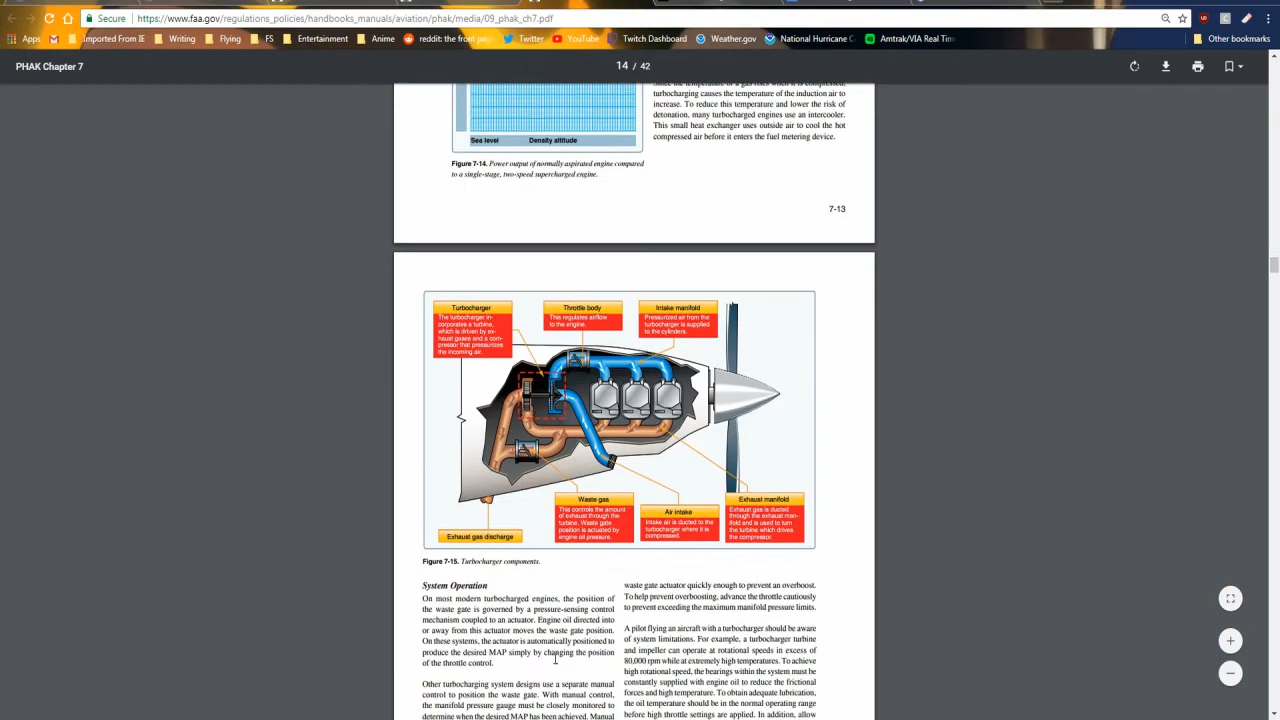 Secure
https://www.faa.gov/regulations_policies/handbooks_manuals/aviation/phak/media/09_phak_ch7.pdf
Apps
Imported From IE
Writing
Flying
FS
Entertainment
Anime
reddit: the front pag
Twitter
YouTube
Twitch Dashboard
Weather.gov
National Hurricane C
Amtrak/VIA Real Tim
Other bookmarks
PHAK Chapter 7
14 / 42
Sea level
Density altitude
Figure 7-14. Power output of normally aspirated engine compared
to a single-stage, two-speed supercharged engine.
Since the temperature of a gas rises when it is compressed,
turbocharging causes the temperature of the induction air to
increase. To reduce this temperature and lower the risk of
detonation, many turbocharged engines use an intercooler.
This small heat exchanger uses outside air to cool the hot
compressed air before it enters the fuel metering device.
7-13
Turbocharger
The turbocharger in-
corporates a turbine,
which is driven by ex-
haust gases and a com-
pressor that pressurizes
the incoming air.
Throttle body
This regulates airflow
to the engine.
Intake manifold
Pressurized air from the
turbocharger is supplied
to the cylinders.
Exhaust gas discharge
Waste gas
This controls the amount
of exhaust through the
turbine. Waste gate
position is actuated by
engine oil pressure.
Air intake
Intake air is ducted to the
turbocharger where it is
compressed.
Exhaust manifold
Exhaust gas is ducted
through the exhaust man-
ifold and is used to turn
the turbine which drives
the compressor.
Figure 7-15. Turbocharger components.
System Operation
On most modern turbocharged engines, the position of
the waste gate is governed by a pressure-sensing control
mechanism coupled to an actuator. Engine oil directed into
or away from this actuator moves the waste gate position.
On these systems, the actuator is automatically positioned to
produce the desired MAP simply by changing the position
of the throttle control.
Other turbocharging system designs use a separate manual
control to position the waste gate. With manual control,
the manifold pressure gauge must be closely monitored to
determine when the desired MAP has been achieved. Manual
waste gate actuator quickly enough to prevent an overboost.
To help prevent overboosting, advance the throttle cautiously
to prevent exceeding the maximum manifold pressure limits.
A pilot flying an aircraft with a turbocharger should be aware
of system limitations. For example, a turbocharger turbine
and impeller can operate at rotational speeds in excess of
80,000 rpm while at extremely high temperatures. To achieve
high rotational speed, the bearings within the system must be
constantly supplied with engine oil to reduce the frictional
forces and high temperature. To obtain adequate lubrication,
the oil temperature should be in the normal operating range
before high throttle settings are applied. In addition, allow